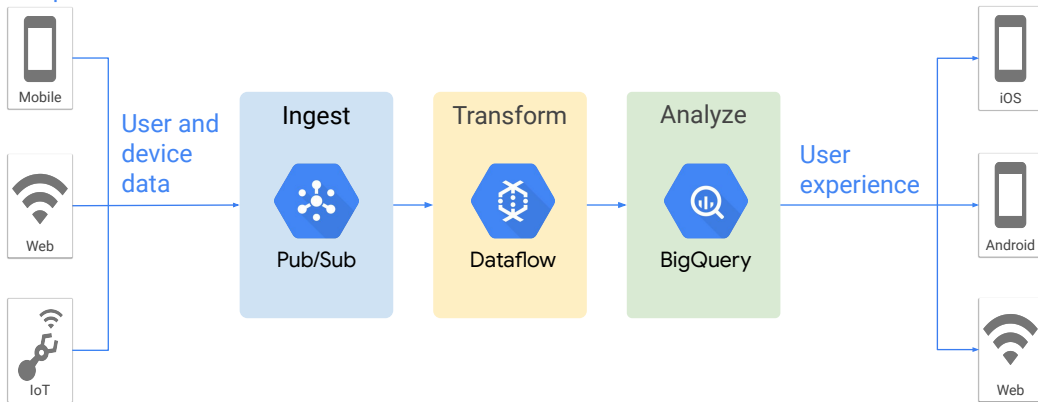 Mobile
Web
IoT
User and
device
data
Ingest
Pub/Sub
Transform
Dataflow
Analyze
BigQuery
User
experience
iOS
Android
Web